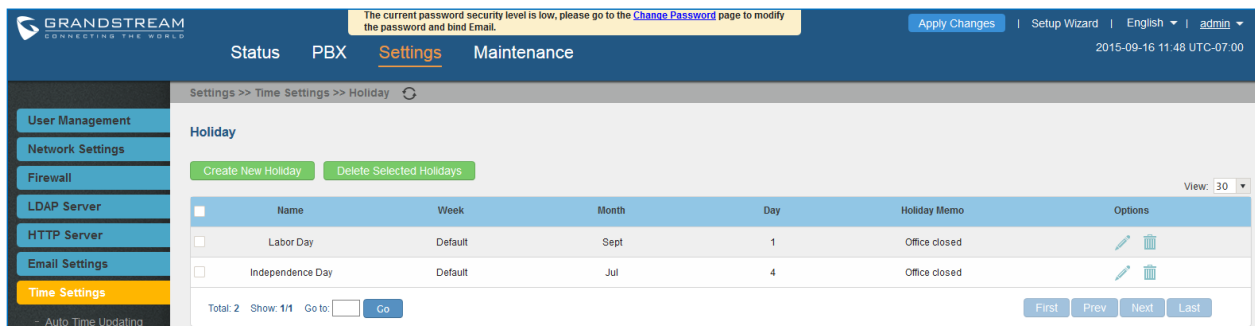 GRANDSTREAM
CONNECTING THE WORLD
The current password security level is low, please go to the Change Password page to modify
the password and bind Email.
Apply Changes | Setup Wizard | English | admin
Status PBX Settings Maintenance
2015-09-16 11:48 UTC-07:00
Settings >> Time Settings >> Holiday
User Management
Network Settings
Firewall
LDAP Server
HTTP Server
Email Settings
Time Settings
- Auto Time Updating
Holiday
Create New Holiday Delete Selected Holidays
View: 30
Name Week Month Day Holiday Memo Options
Labor Day Default Sept 1 Office closed
Independence Day Default Jul 4 Office closed
Total: 2 Show: 1/1 Go to: Go
First Prev Next Last